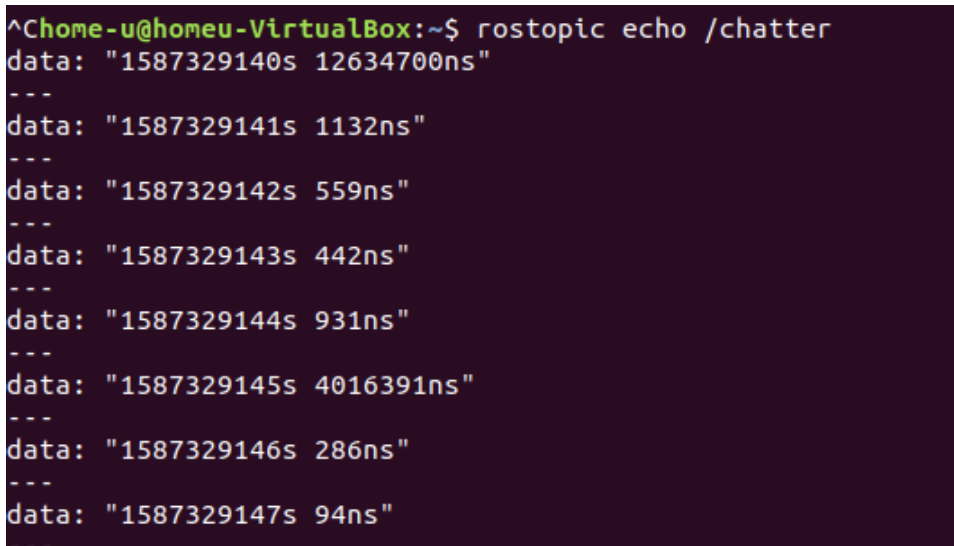 ^Chome-u@homeu-VirtualBox:~$ rostopic echo /chatter
data: "1587329140s 12634700ns"
---
data: "1587329141s 1132ns"
---
data: "1587329142s 559ns"
---
data: "1587329143s 442ns"
---
data: "1587329144s 931ns"
---
data: "1587329145s 4016391ns"
---
data: "1587329146s 286ns"
---
data: "1587329147s 94ns"
---